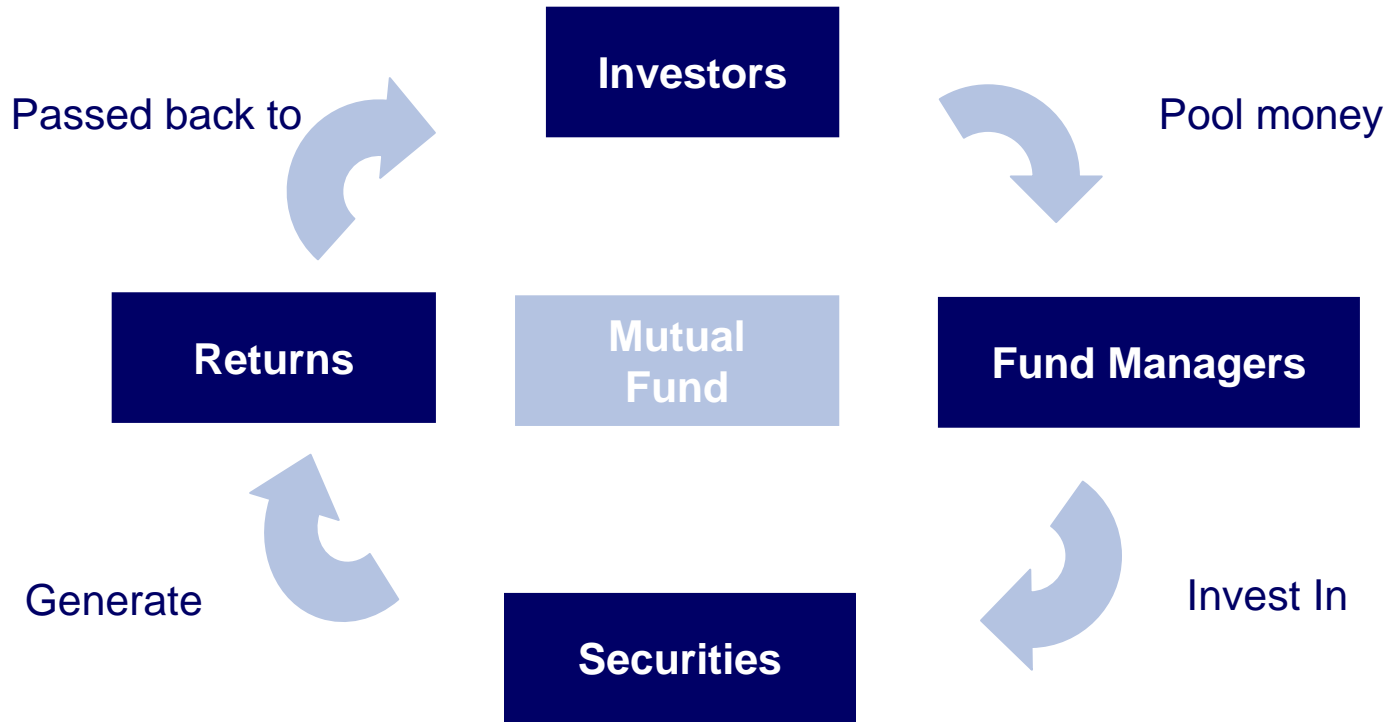 Investors
Passed back to
Pool money
Returns
Mutual
Fund
Fund Managers
Generate
Invest In
Securities